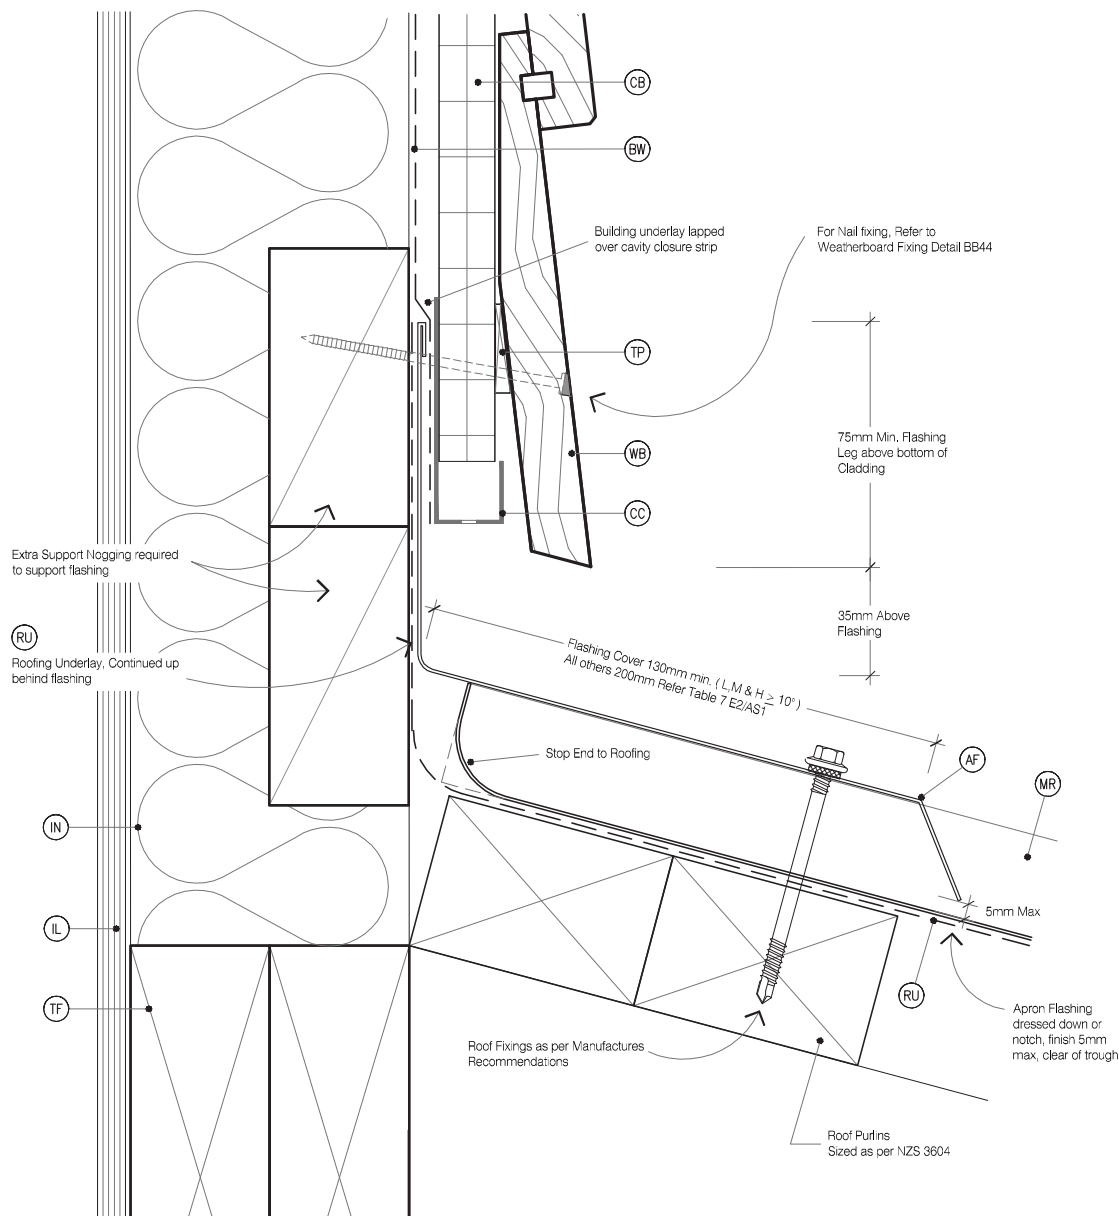 CB
BW
Building underlay lapped
over cavity closure strip
For Nail fixing, Refer to
Weatherboard Fixing Detail BB44
TP
75mm Min. Flashing
Leg above bottom of
Cladding
WB
CC
Extra Support Nogging required
to support flashing
35mm Above
Flashing
RU
Roofing Underlay, Continued up
behind flashing
Flashing Cover 130mm min. ( L,M & H ≥ 10° )
All others 200mm Refer Table 7 E2/AS1
Stop End to Roofing
AF
MR
IN
5mm Max
IL
RU
TF
Apron Flashing
dressed down or
notch, finish 5mm
max, clear of trough
Roof Fixings as per Manufactures
Recommendations
Roof Purlins
Sized as per NZS 3604